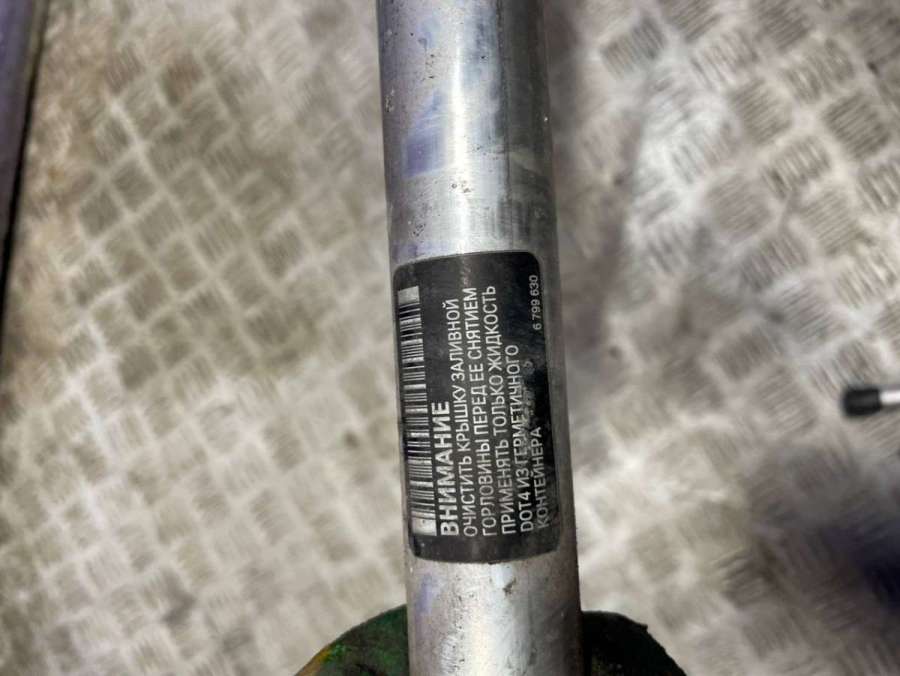 ВНИМАНИЕ
ОЧИСТИТЬ КРЫШКУ ЗАЛИВНОЙ
ГОРЛОВИНЫ ПЕРЕД ЕЕ СНЯТИЕМ
ПРИМЕНЯТЬ ТОЛЬКО ЖИДКОСТЬ
DOT4 ИЗ ГЕРМЕТИЧНОГО
КОНТЕЙНЕРА
6 799 630